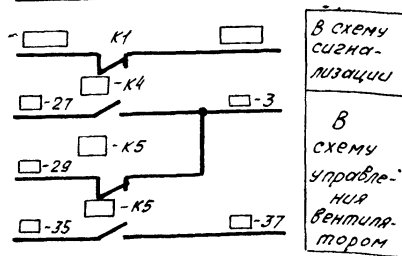 К1
-К4
-27
-3
-К5
-29
-К5
-35
-37
В схему
сигна-
лизации
В
схему
управле-
ния
вентиля-
тором